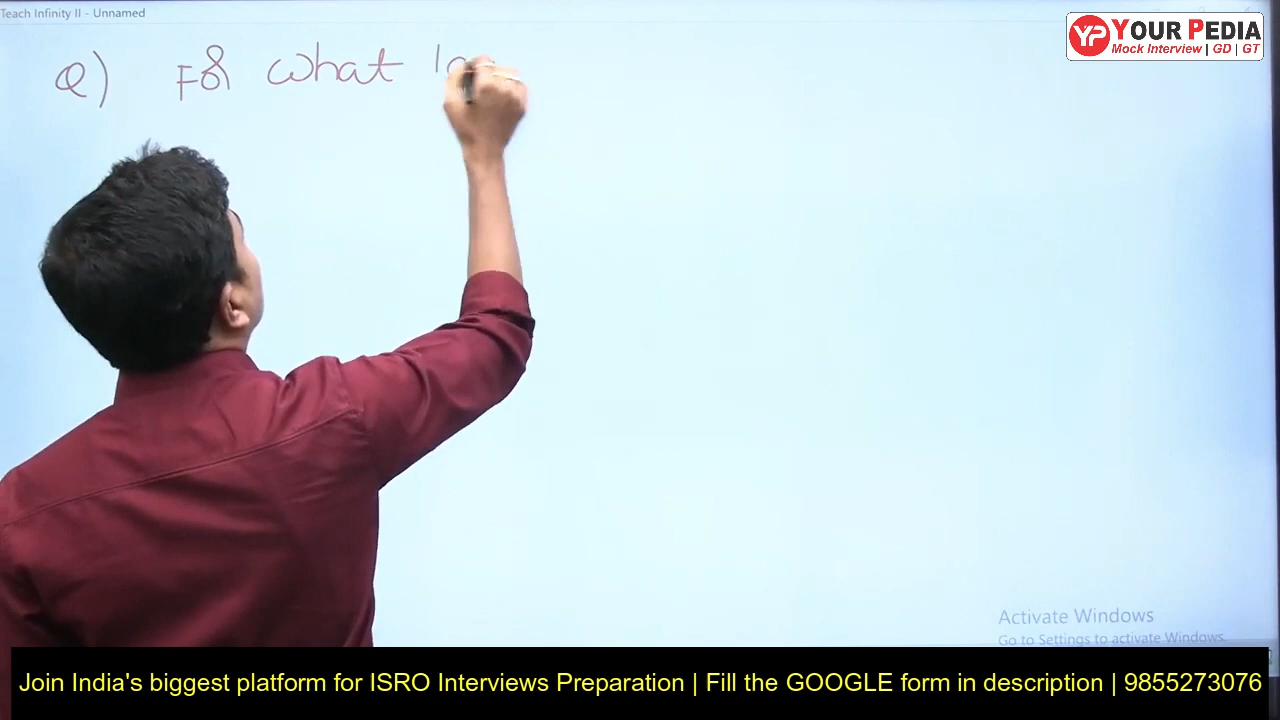 Teach Infinity II - Unnamed
YP YOUR PEDIA
Mock Interview | GD | GT
Q) For what
Activate Windows
Go to Settings to activate Windows.
Join India's biggest platform for ISRO Interviews Preparation | Fill the GOOGLE form in description | 9855273076